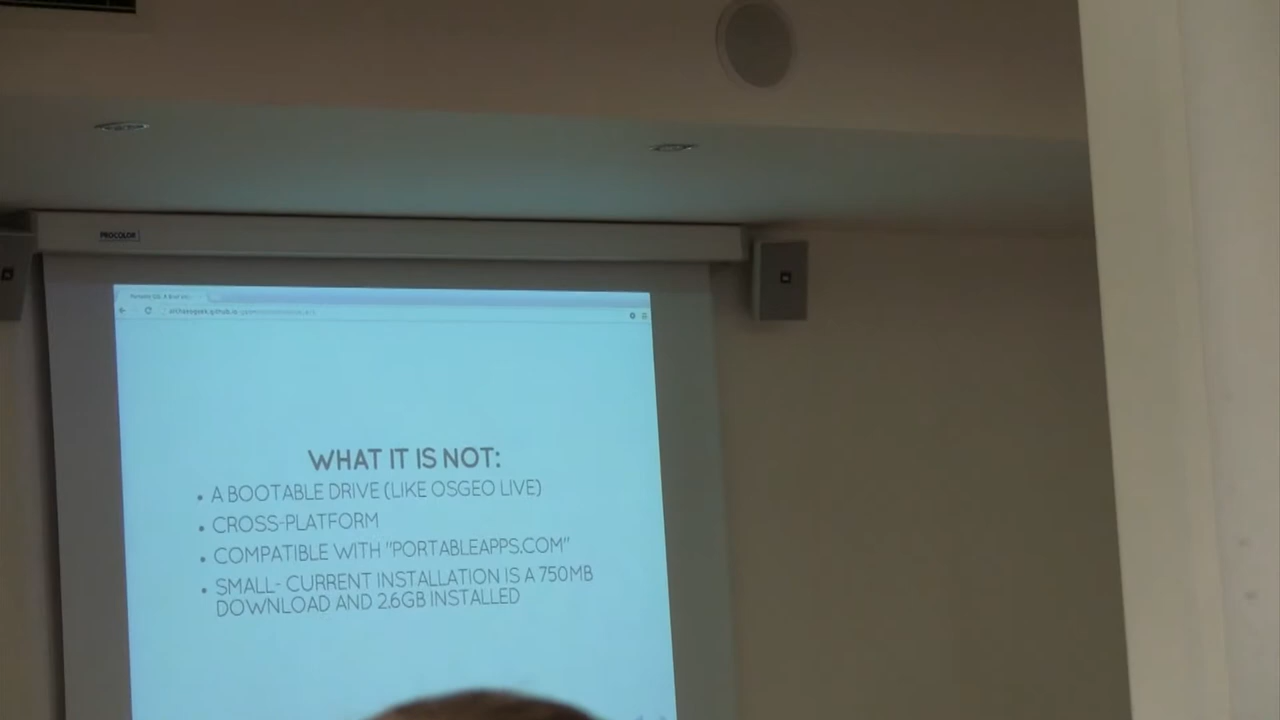 PROCOLOR
WHAT IT IS NOT:
• A BOOTABLE DRIVE (LIKE OSGEO LIVE)
• CROSS-PLATFORM
• COMPATIBLE WITH "PORTABLEAPPS.COM"
• SMALL- CURRENT INSTALLATION IS A 750MB
DOWNLOAD AND 2.6GB INSTALLED